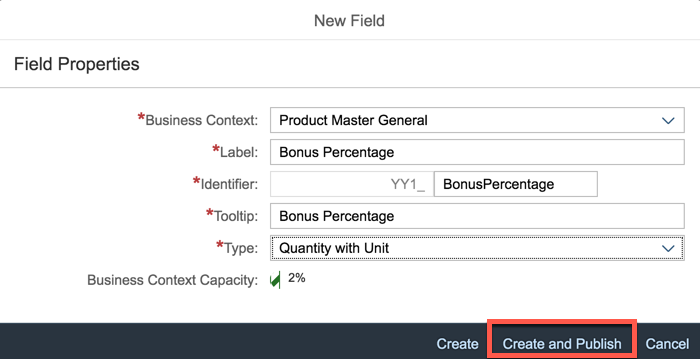 New Field
Field Properties
*Business Context: Product Master General
*Label: Bonus Percentage
*Identifier: YY1_ BonusPercentage
*Tooltip: Bonus Percentage
*Type: Quantity with Unit
Business Context Capacity: 2%
Create Create and Publish Cancel